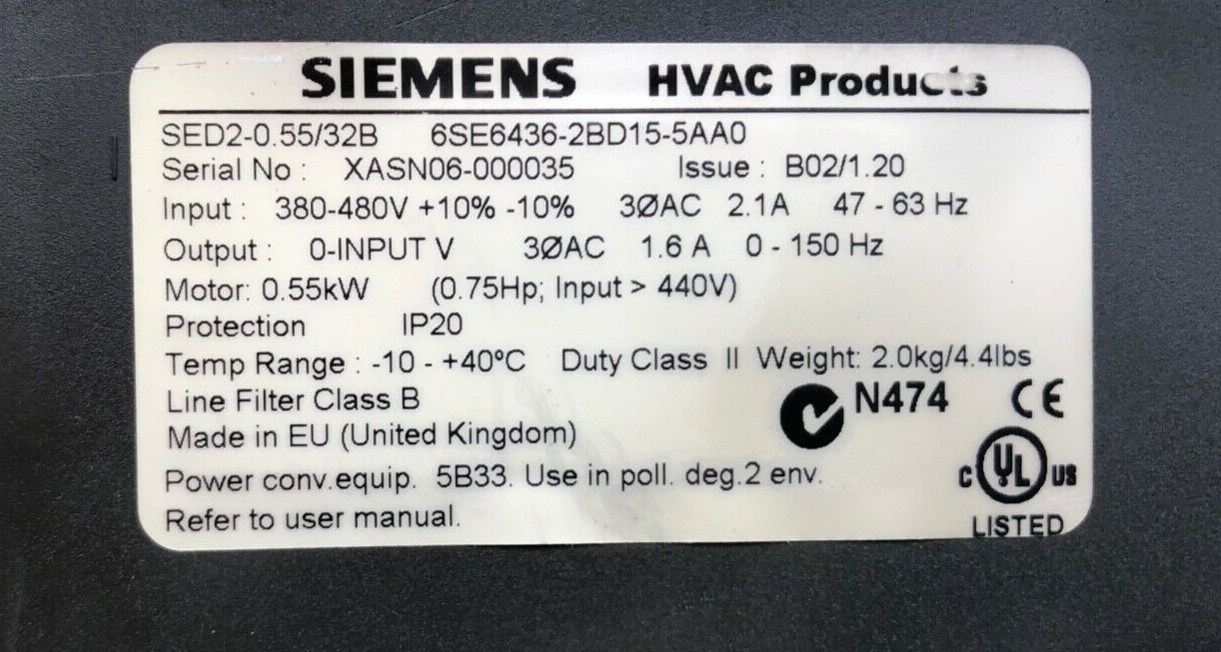 SIEMENS HVAC Products
SED2-0.55/32B 6SE6436-2BD15-5AA0
Serial No : XASN06-000035 Issue : B02/1.20
Input : 380-480V +10% -10% 3ØAC 2.1A 47 - 63 Hz
Output : 0-INPUT V 3ØAC 1.6 A 0 - 150 Hz
Motor: 0.55kW (0.75Hp; Input > 440V)
Protection IP20
Temp Range : -10 - +40°C Duty Class II Weight: 2.0kg/4.4lbs
Line Filter Class B
N474 CE
Made in EU (United Kingdom)
Power conv.equip. 5B33. Use in poll. deg.2 env.
C UL US
Refer to user manual.
LISTED